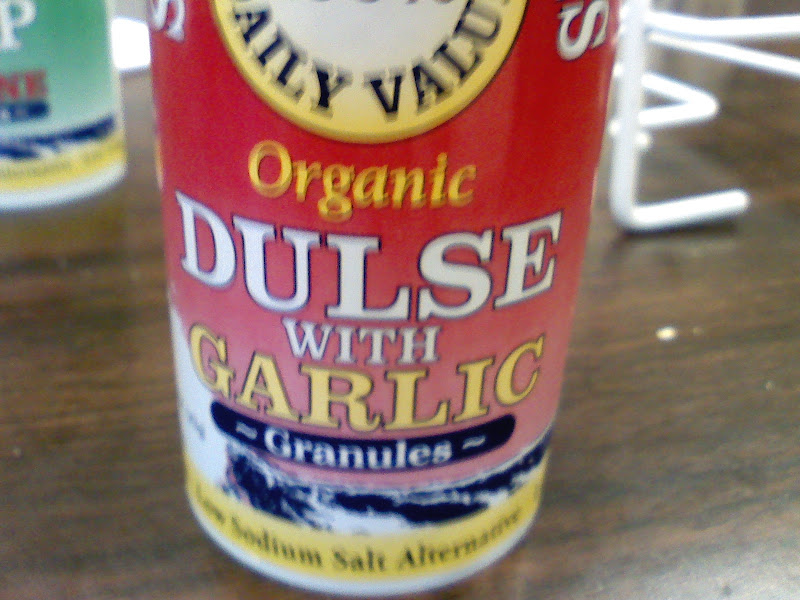 DAILY VALUE
Organic
DULSE
WITH
GARLIC
~ Granules ~
Low Sodium Salt Alternative
P